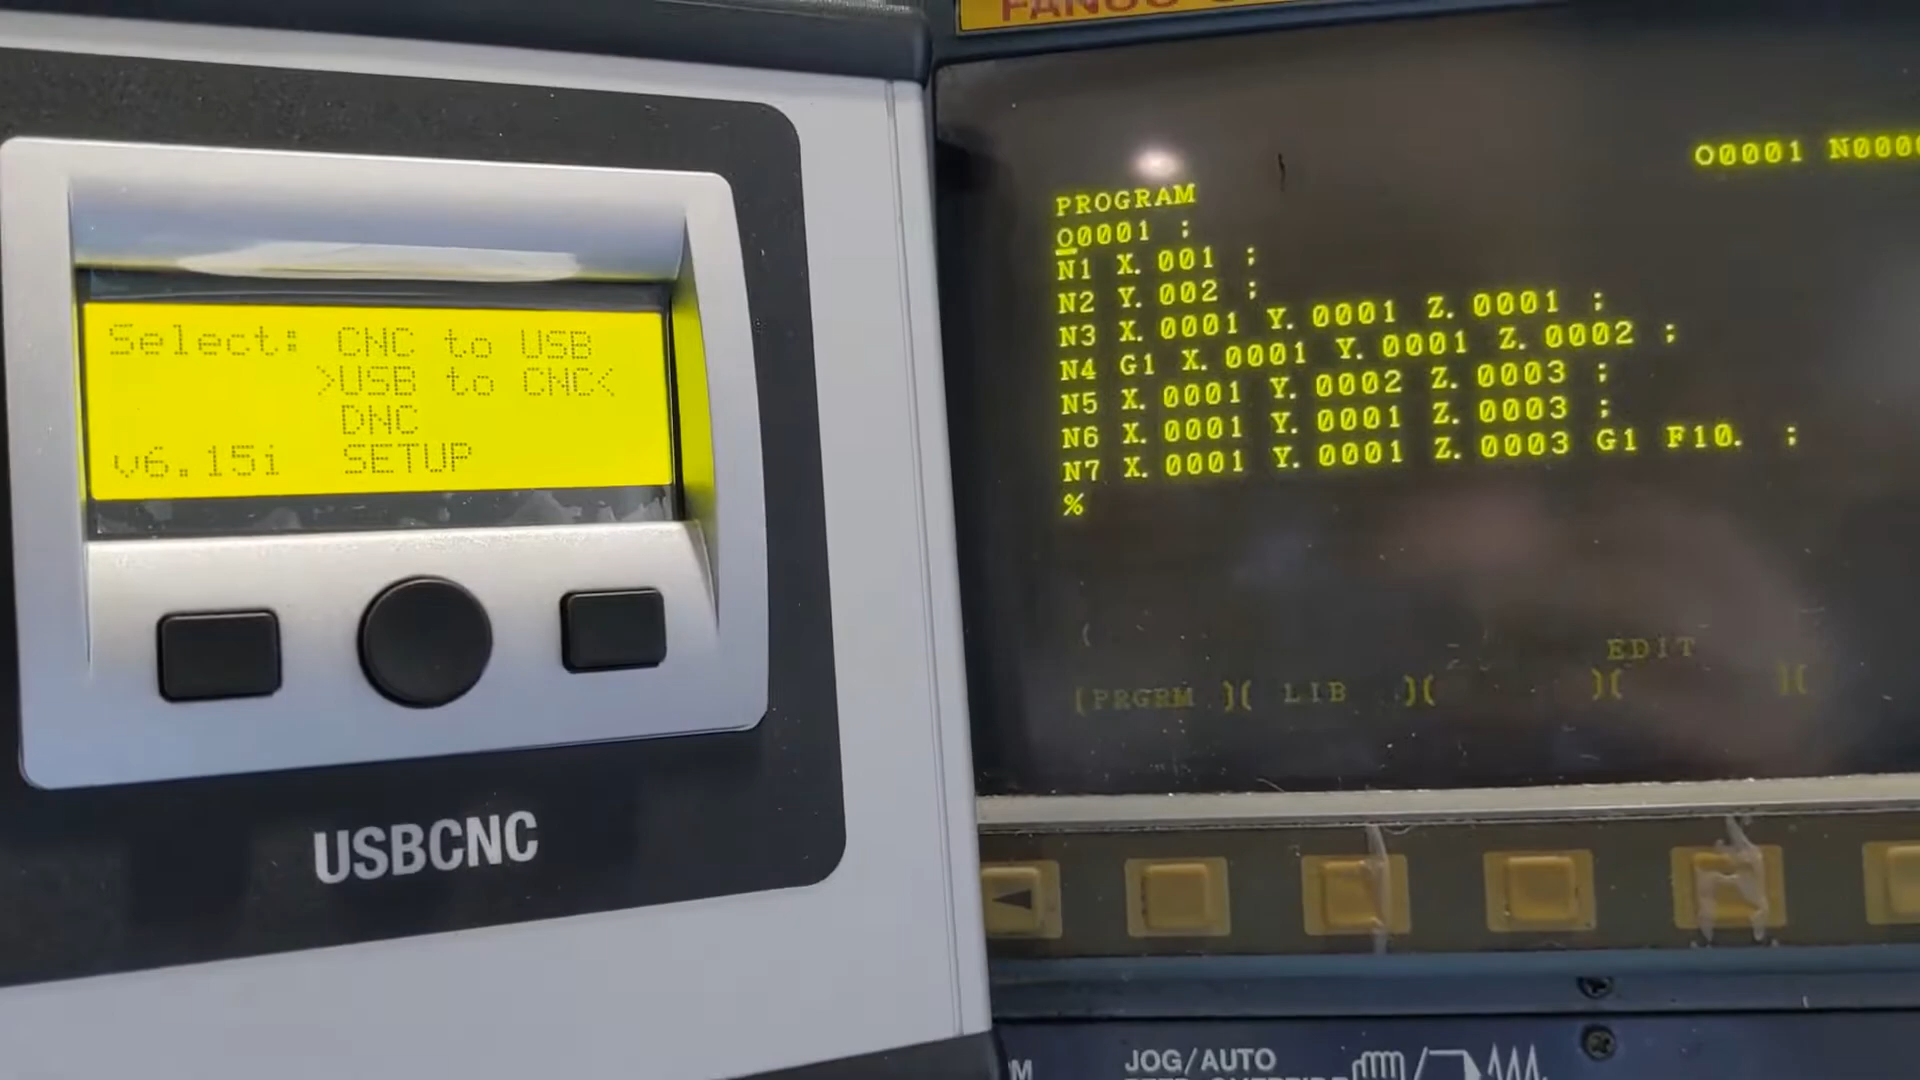 Select: CNC to USB
>USB to CNC<
DNC
v6.15i SETUP
USBCNC
FANUC
O0001 N000
PROGRAM
O0001 ;
N1 X.001 ;
N2 Y.002 ;
N3 X.0001 Y.0001 Z.0001 ;
N4 G1 X.0001 Y.0001 Z.0002 ;
N5 X.0001 Y.0002 Z.0003 ;
N6 X.0001 Y.0001 Z.0003 ;
N7 X.0001 Y.0001 Z.0003 G1 F10. ;
%
EDIT
[PRGRM )( LIB )( )( )(
JOG/AUTO